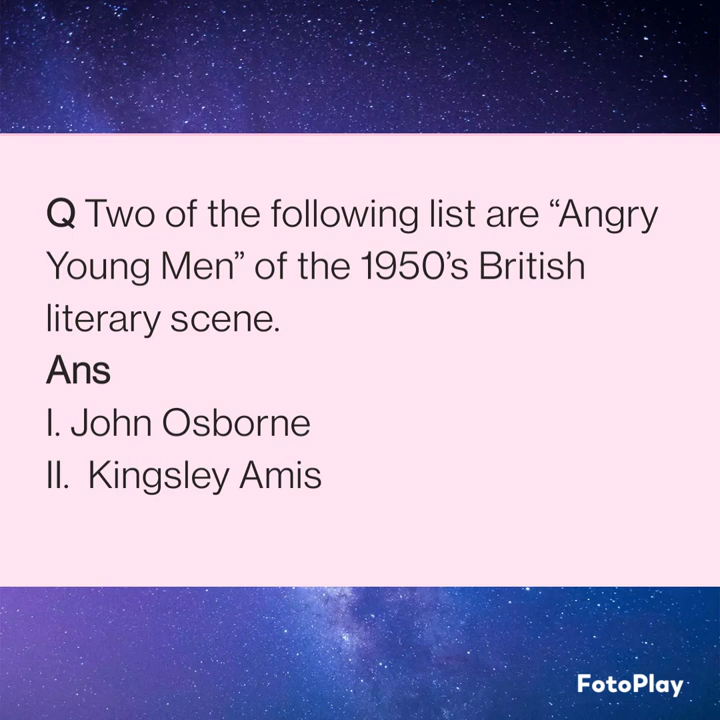 Q Two of the following list are “Angry
Young Men” of the 1950’s British
literary scene.
Ans
I. John Osborne
II.  Kingsley Amis
FotoPlay